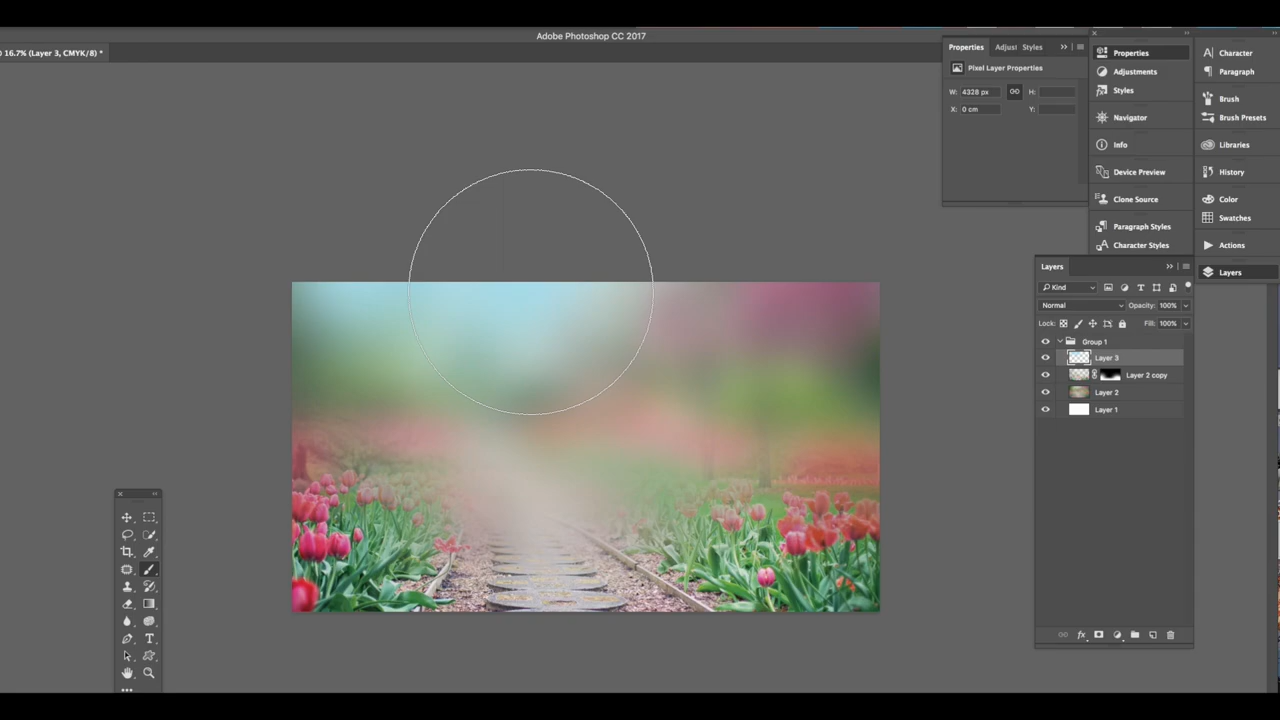 Adobe Photoshop CC 2017
16.7% (Layer 3, CMYK/8) *
Properties
Adjust
Styles
Pixel Layer Properties
W: 4328 px
H:
X: 0 cm
Y:
Properties
Adjustments
Styles
Navigator
Info
Device Preview
Clone Source
Paragraph Styles
Character Styles
Character
Paragraph
Brush
Brush Presets
Libraries
History
Color
Swatches
Actions
Layers
Layers
Kind
Normal
Opacity: 100%
Lock:
Fill: 100%
Group 1
Layer 3
Layer 2 copy
Layer 2
Layer 1